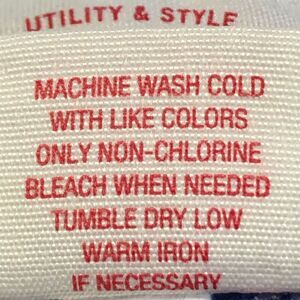 UTILITY & STYLE
MACHINE WASH COLD
WITH LIKE COLORS
ONLY NON-CHLORINE
BLEACH WHEN NEEDED
TUMBLE DRY LOW
WARM IRON
IF NECESSARY